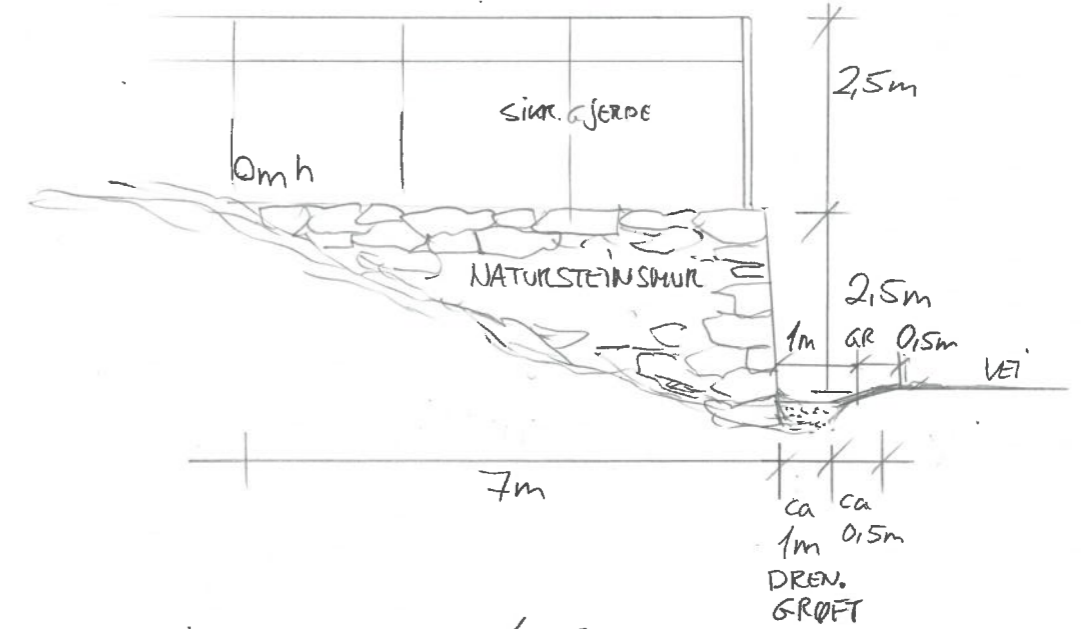 2,5m
SIKR. GJERDE
0m h
NATURSTEINSMUR
2,5m
1m GR 0,5m
VEI
7m
ca ca
1m 0,5m
DREN.
GRØFT